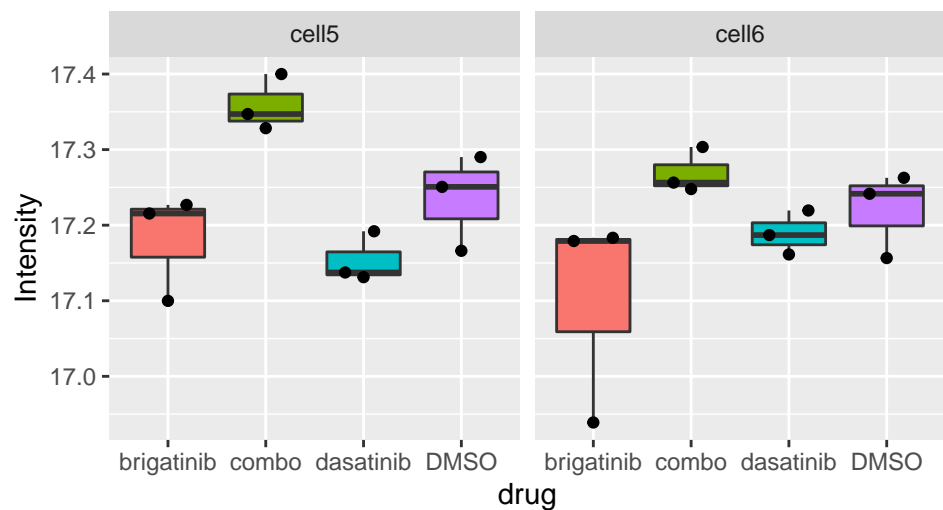 cell5 cell6
17.4
17.3
17.2
17.1
17.0
Intensity
brigatinib combo dasatinib DMSO brigatinib combo dasatinib DMSO
drug